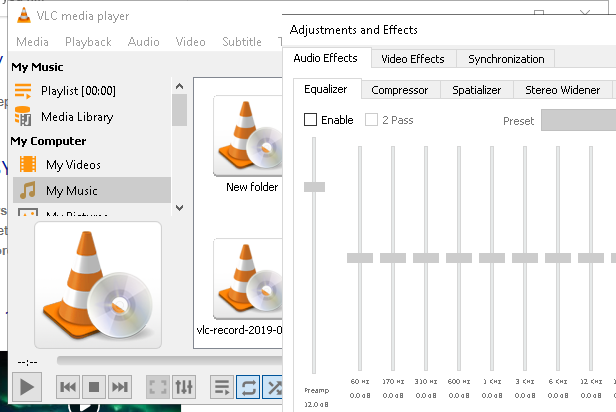 VLC media player
Media Playback Audio Video Subtitle
My Music
Playlist [00:00]
Media Library
My Computer
My Videos
My Music
New folder
vlc-record-2019-0
--:--
Adjustments and Effects
Audio Effects Video Effects Synchronization
Equalizer Compressor Spatializer Stereo Widener
Enable 2 Pass Preset
60 Hz 170 Hz 310 Hz 600 Hz 1 KHz 3 KHz 6 KHz 12 KHz
Preamp 0.0 dB 0.0 dB 0.0 dB 0.0 dB 0.0 dB 0.0 dB 0.0 dB 0.0 dB
12.0 dB